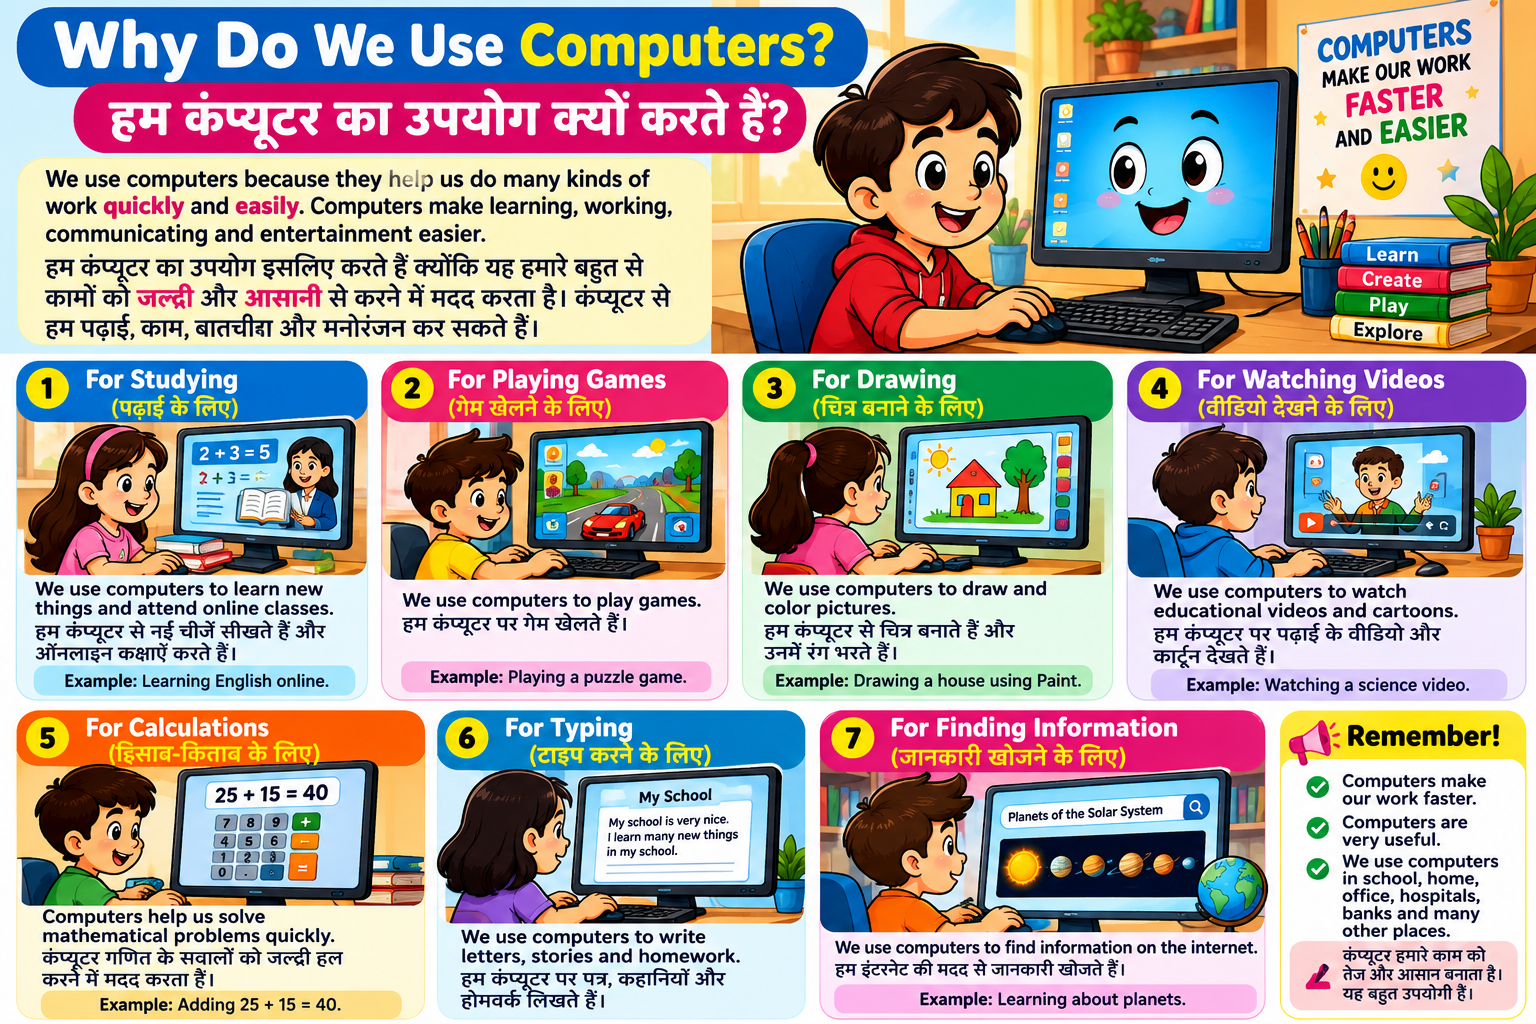 Why Do We Use Computers?
हम कंप्यूटर का उपयोग क्यों करते हैं?
We use computers because they help us do many kinds of
work quickly and easily. Computers make learning, working,
communicating and entertainment easier.
हम कंप्यूटर का उपयोग इसलिए करते हैं क्योंकि यह हमारे बहुत से
कामों को जल्द्री और आसानी से करने में मदद करता है। कंप्यूटर से
हम पढ़ाई, काम, और मनोरंजन कर सकते हैं।
COMPUTERS
MAKE OUR WORK
FASTER
AND EASIER
Learn
Create
Play
Explore
1
For Studying
(पढ़ाई के लिए)
2 + 3 = 5
2 + 3 =
We use computers to learn new
things and attend online classes.
हम कंप्यूटर से नई चीजें सीखते हैं और
ऑनलाइन कक्षाऐं करते हैं।
Example: Learning English online.
2
For Playing Games
(गेम खेलने के लिए)
We use computers to play games.
हम कंप्यूटर पर गेम खेलते हैं।
Example: Playing a puzzle game.
3
For Drawing
(चित्र बनाने के लिए)
We use computers to draw and
color pictures.
हम कंप्यूटर से चित्र बनाते हैं और
उनमें रंग भरते हैं।
Example: Drawing a house using Paint.
4
For Watching Videos
(वीडियो देखने के लिए)
We use computers to watch
educational videos and cartoons.
हम कंप्यूटर पर पढ़ाई के वीडियो और
कार्टून देखते हैं।
Example: Watching a science video.
5
For Calculations
(हिसाब-किताब के लिए)
25 + 15 = 40
7 8 9 +
4 5 6 −
1 2 3 =
0 .
Computers help us solve
mathematical problems quickly.
कंप्यूटर गणित के सवालों को जल्द्री हल
करने में मदद करता हैं।
Example: Adding 25 + 15 = 40.
6
For Typing
(टाइप करने के लिए)
My School
My school is very nice.
I learn many new things
in my school.
We use computers to write
letters, stories and homework.
हम कंप्यूटर पर पत्र, कहानियों और
होमवर्क लिखते हैं।
7
For Finding Information
(जानकारी खोजने के लिए)
Planets of the Solar System
We use computers to find information on the internet.
हम इंटरनेट की मदद से जानकारी खोजते हैं।
Example: Learning about planets.
Remember!
Computers make
our work faster.
Computers are
very useful.
We use computers
in school, home,
office, hospitals,
banks and many
other places.
कंप्यूटर हमारे काम को
तेज और आसान बनाता है।
यह बहुत उपयोगी हैं।